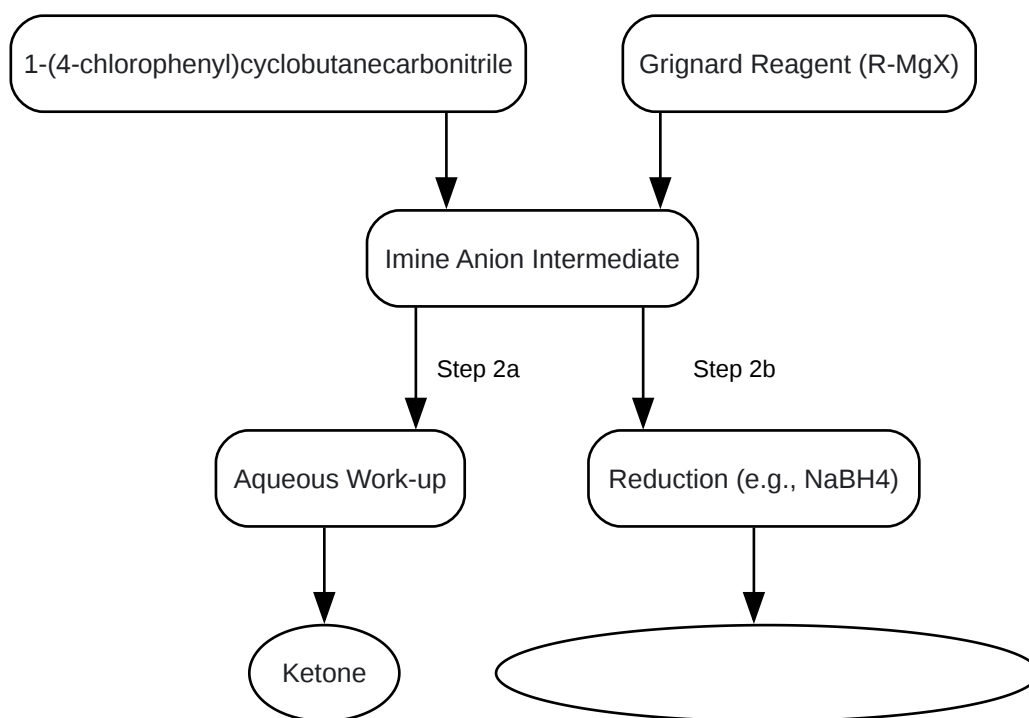 1-(4-chlorophenyl)cyclobutanecarbonitrile
Grignard Reagent (R-MgX)
Imine Anion Intermediate
Step 2a
Step 2b
Aqueous Work-up
Reduction (e.g., NaBH4)
Ketone